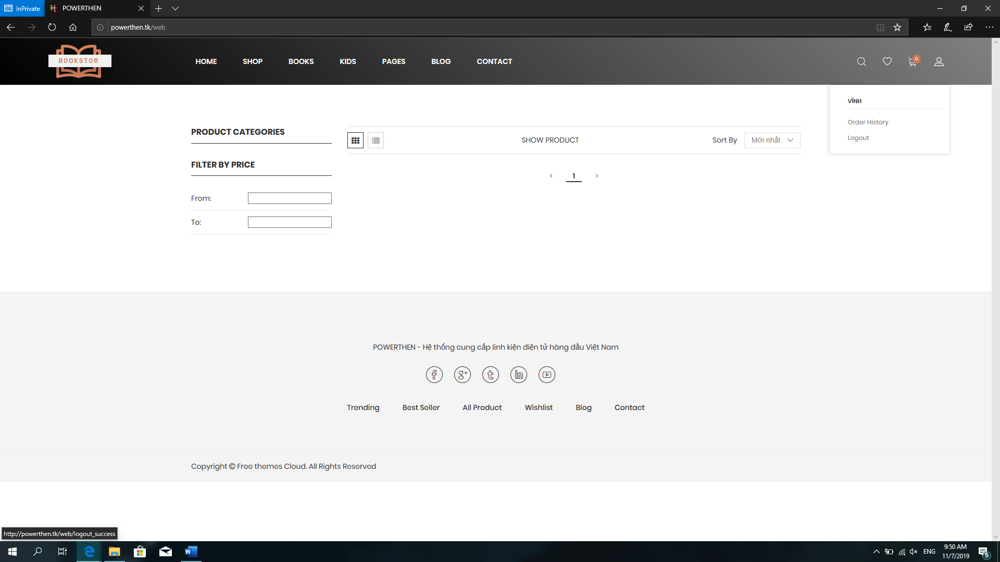 InPrivate
POWERTHEN
powerthen.tk/web
BOOKSTOR
HOME SHOP BOOKS KIDS PAGES BLOG CONTACT
0
VĨNH
Order History
Logout
PRODUCT CATEGORIES
FILTER BY PRICE
From:
To:
SHOW PRODUCT
Sort By Mới nhất
< 1 >
POWERTHEN - Hệ thống cung cấp linh kiện điện tử hàng đầu Việt Nam
Trending Best Seller All Product Wishlist Blog Contact
Copyright © Free themes Cloud. All Rights Reserved
http://powerthen.tk/web/logout_success
ENG
9:50 AM
11/7/2019
6